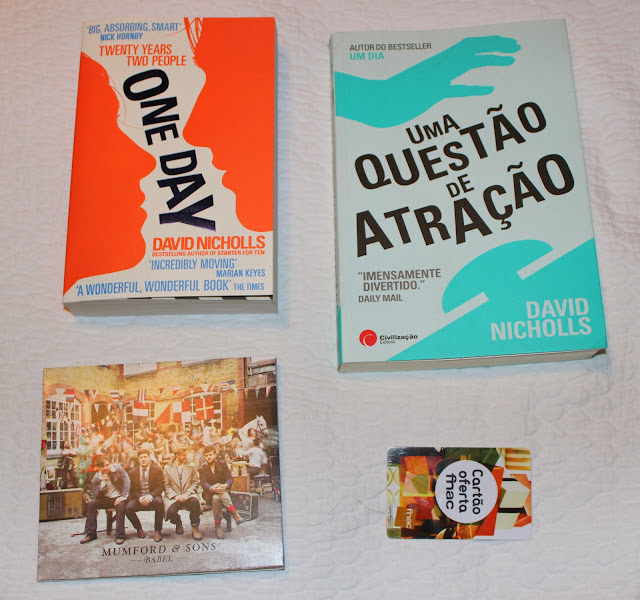 'BIG, ABSORBING, SMART'
NICK HORNBY
TWENTY YEARS
TWO PEOPLE
ONE DAY
DAVID NICHOLLS
BESTSELLING AUTHOR OF STARTER FOR TEN
'INCREDIBLY MOVING'
MARIAN KEYES
'A WONDERFUL, WONDERFUL BOOK' THE TIMES
AUTOR DO BESTSELLER
UM DIA
UMA
QUESTÃO
DE
ATRAÇÃO
"IMENSAMENTE
DIVERTIDO."
DAILY MAIL
Civilização
Editora
DAVID
NICHOLLS
MUMFORD & SONS
BABEL
Cartão
oferta
fnac
fnac